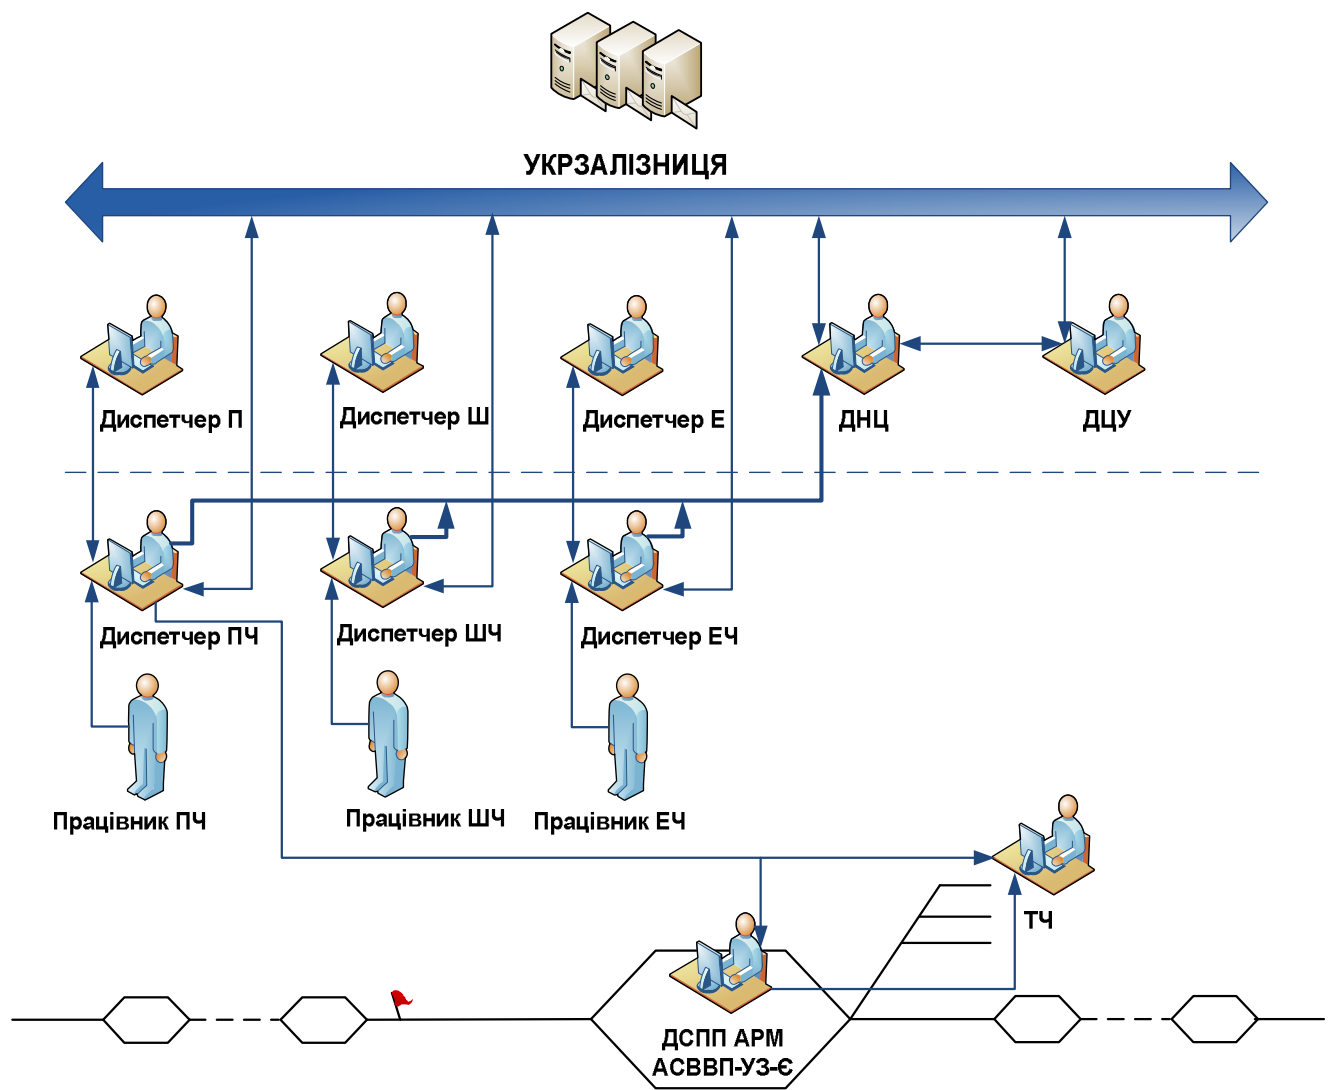 УКРЗАЛІЗНИЦЯ
Диспетчер П
Диспетчер Ш
Диспетчер Е
ДНЦ
ДЦУ
Диспетчер ПЧ
Диспетчер ШЧ
Диспетчер ЕЧ
Працівник ПЧ
Працівник ШЧ
Працівник ЕЧ
ТЧ
ДСПП АРМ
АСВВП-УЗ-Є